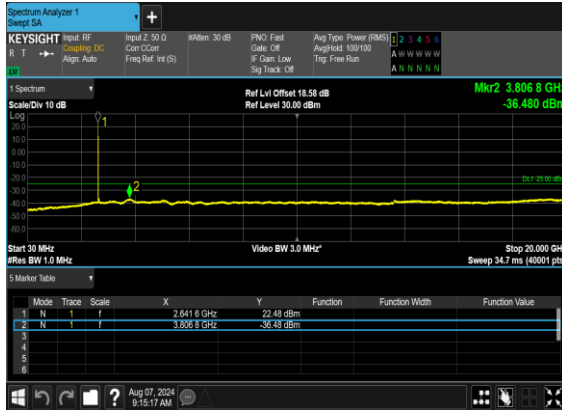 Spectrum Analyzer 1
Swept SA
+
KEYSIGHT Input: RF Input Z: 50 Ω #Atten: 30 dB PNO: Fast Avg Type: Power (RMS) 1 2 3 4 5 6
R T Coupling: DC Corr CCorr Gate: Off Avg|Hold: 100/100 A W W W W W
Align: Auto Freq Ref: Int (S) IF Gain: Low Trig: Free Run
Sig Track: Off A N N N N N
1 Spectrum
Scale/Div 10 dB
Ref Lvl Offset 18.58 dB
Ref Level 30.00 dBm
Mkr2 3.806 8 GHz
-36.480 dBm
Log
20.0
10.0
0.00
-10.0
-20.0
-30.0
-40.0
-50.0
-60.0
1
2
DL1 -25.00 dBm
Start 30 MHz Video BW 3.0 MHz* Stop 20.000 GH
#Res BW 1.0 MHz Sweep 34.7 ms (40001 pts
5 Marker Table
Mode Trace Scale X Y Function Function Width Function Value
1 N 1 f 2.641 6 GHz 22.48 dBm
2 N 1 f 3.806 8 GHz -36.48 dBm
3
4
5
6
? Aug 07, 2024
9:15:17 AM